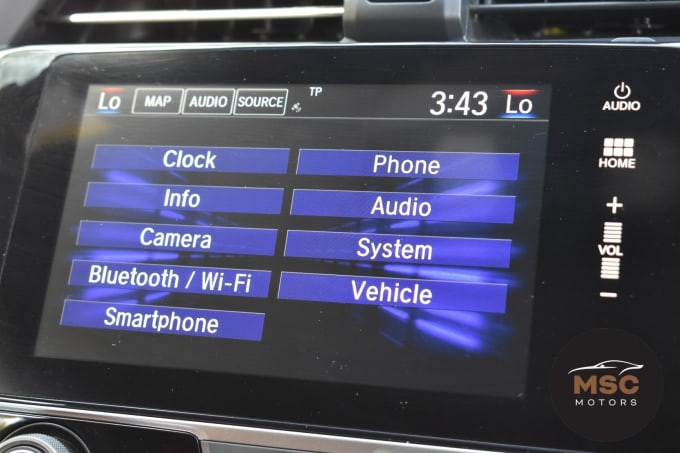 Lo MAP AUDIO SOURCE TP 3:43 Lo
AUDIO
HOME
+
VOL
−
Clock
Info
Camera
Bluetooth / Wi-Fi
Smartphone
Phone
Audio
System
Vehicle
MSC
MOTORS